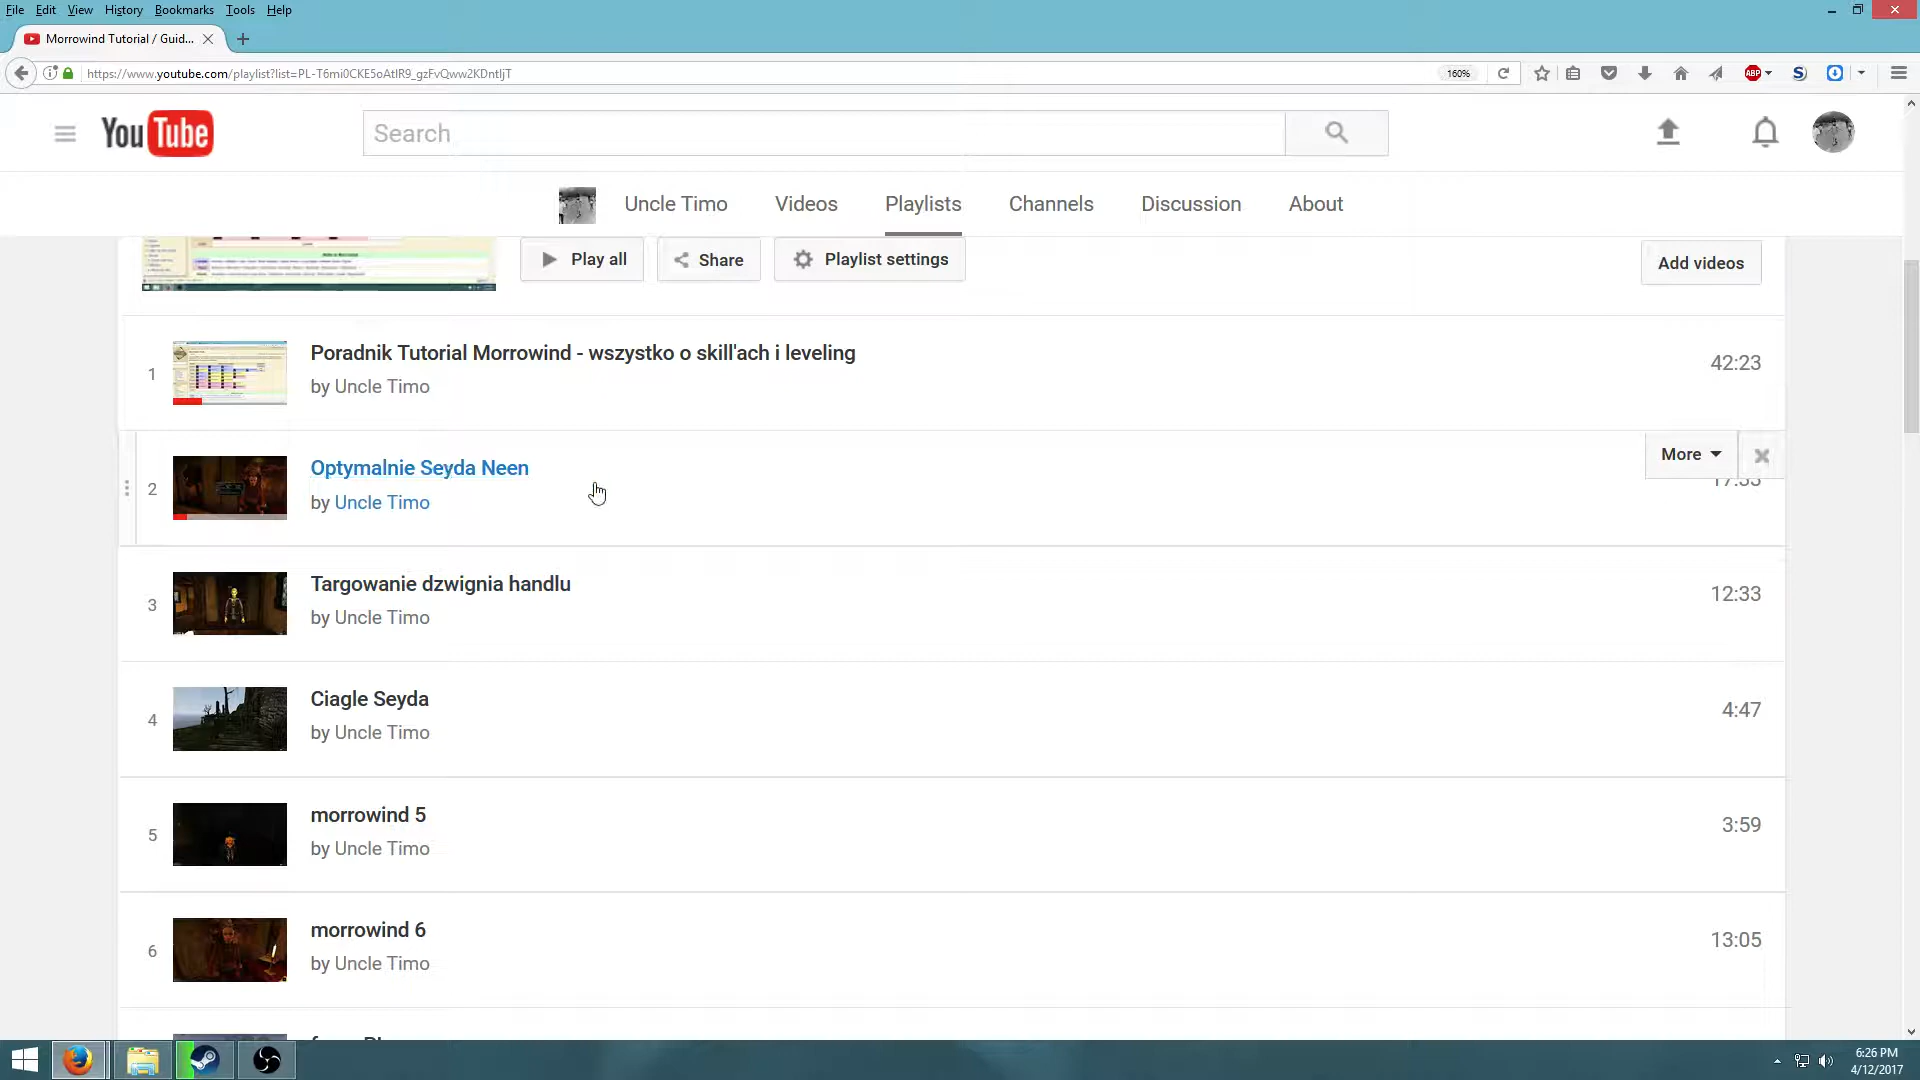 File Edit View History Bookmarks Tools Help
Morrowind Tutorial / Guid...
https://www.youtube.com/playlist?list=PL-T6mi0CKE5oAtIR9_gzFvQww2KDntljT
160%
ABP
S
YouTube
Search
Uncle Timo Videos Playlists Channels Discussion About
Play all Share Playlist settings Add videos
1 Poradnik Tutorial Morrowind - wszystko o skill'ach i leveling 42:23
by Uncle Timo
2 Optymalnie Seyda Neen More
by Uncle Timo
3 Targowanie dzwignia handlu 12:33
by Uncle Timo
4 Ciagle Seyda 4:47
by Uncle Timo
5 morrowind 5 3:59
by Uncle Timo
6 morrowind 6 13:05
by Uncle Timo
6:26 PM
4/12/2017